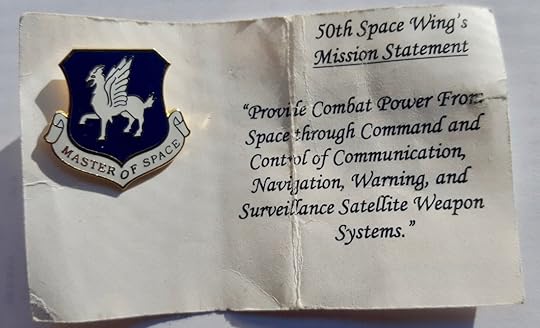 MASTER OF SPACE
50th Space Wing's
Mission Statement
"Provide Combat Power From
Space through Command and
Control of Communication,
Navigation, Warning, and
Surveillance Satellite Weapon
Systems."